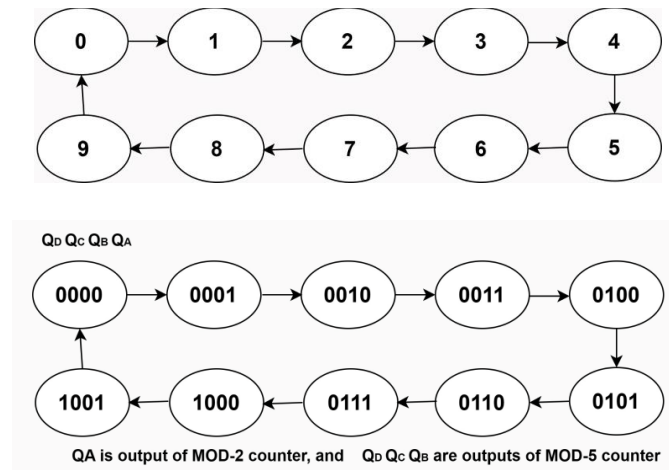 0 1 2 3 4
9 8 7 6 5
QD QC QB QA
0000 0001 0010 0011 0100
1001 1000 0111 0110 0101
QA is output of MOD-2 counter, and QD QC QB are outputs of MOD-5 counter